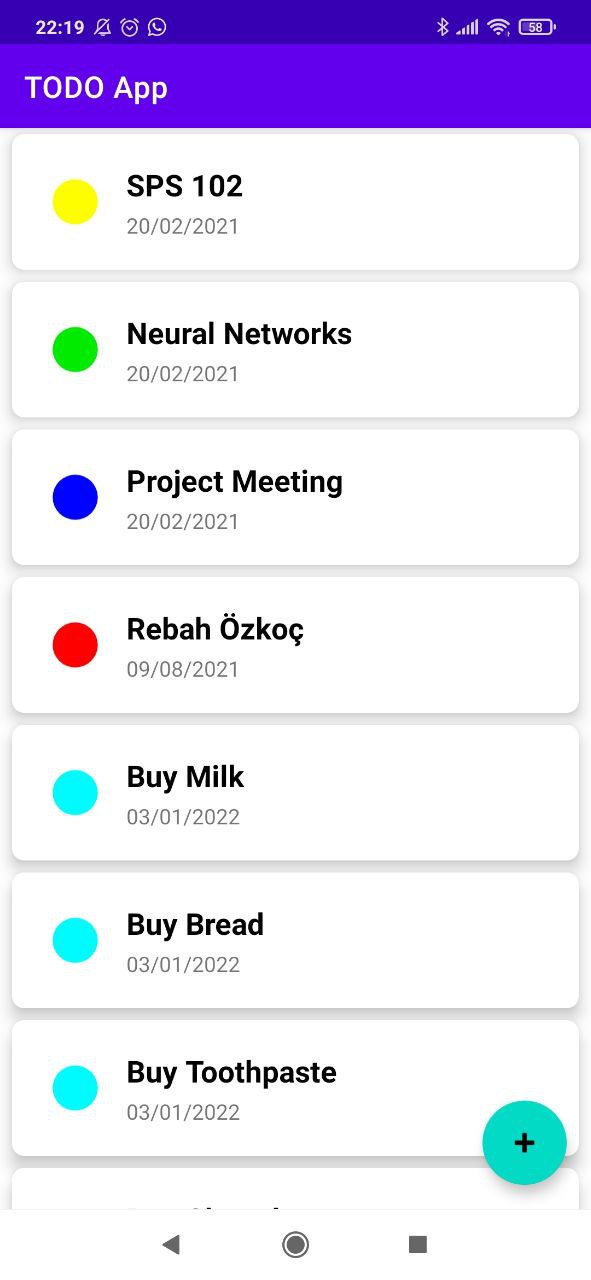 22:19
58
TODO App
SPS 102
20/02/2021
Neural Networks
20/02/2021
Project Meeting
20/02/2021
Rebah Özkoç
09/08/2021
Buy Milk
03/01/2022
Buy Bread
03/01/2022
Buy Toothpaste
03/01/2022
+